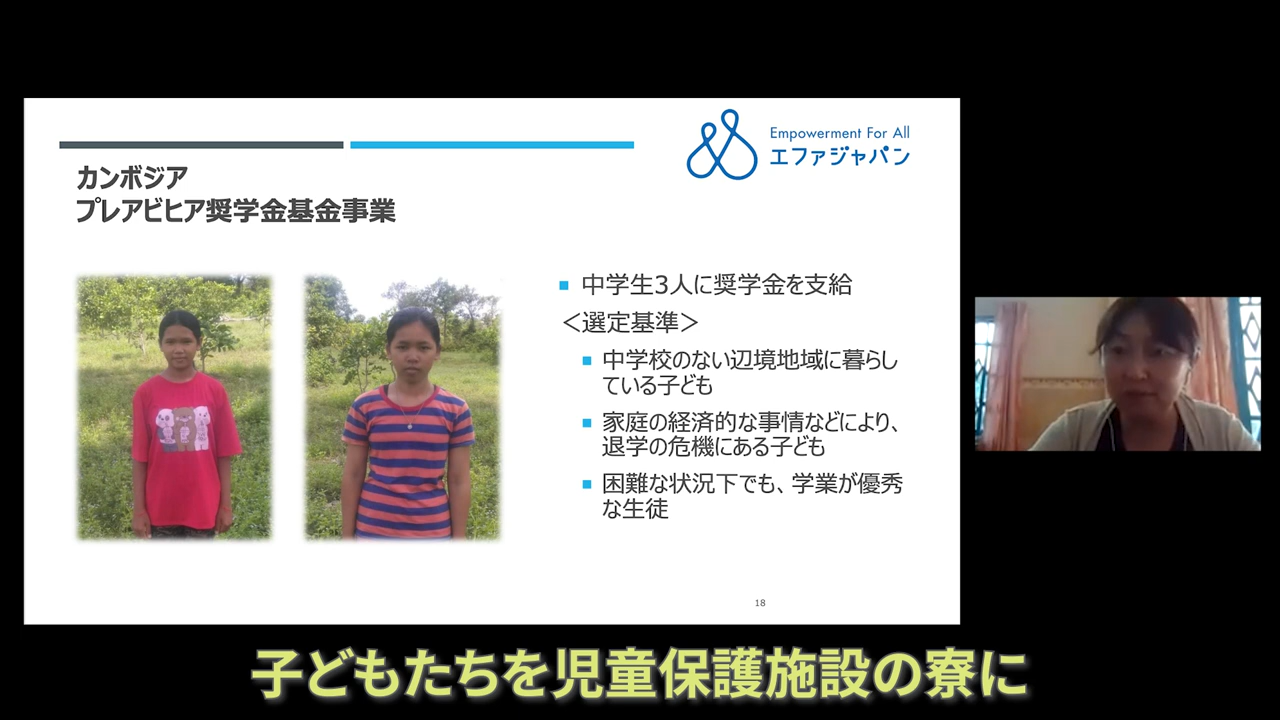 Empowerment For All
エファジャパン
カンボジア
プレアビヒア奨学金基金事業
中学生3人に奨学金を支給
＜選定基準＞
中学校のない辺境地域に暮らし
ている子ども
家庭の経済的な事情などにより、
退学の危機にある子ども
困難な状況下でも、学業が優秀
な生徒
18
子どもたちを児童保護施設の寮に